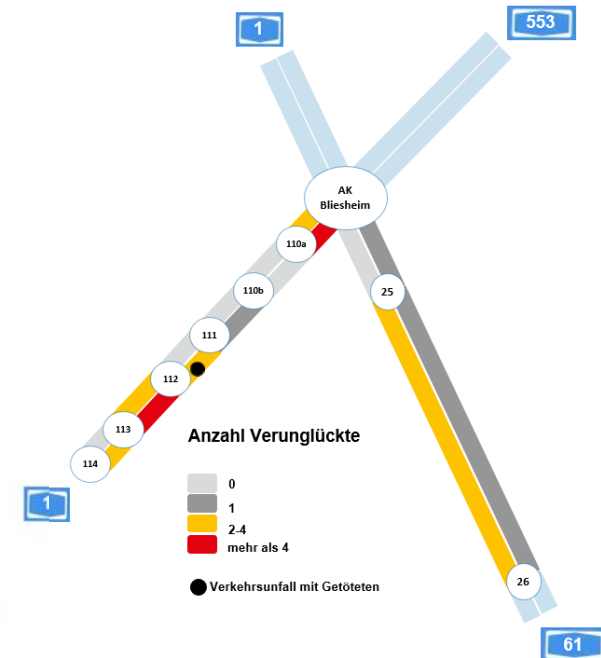 1
553
AK
Bliesheim
110a
110b
25
111
112
113
114
Anzahl Verunglückte
0
1
1
2-4
mehr als 4
26
Verkehrsunfall mit Getöteten
61